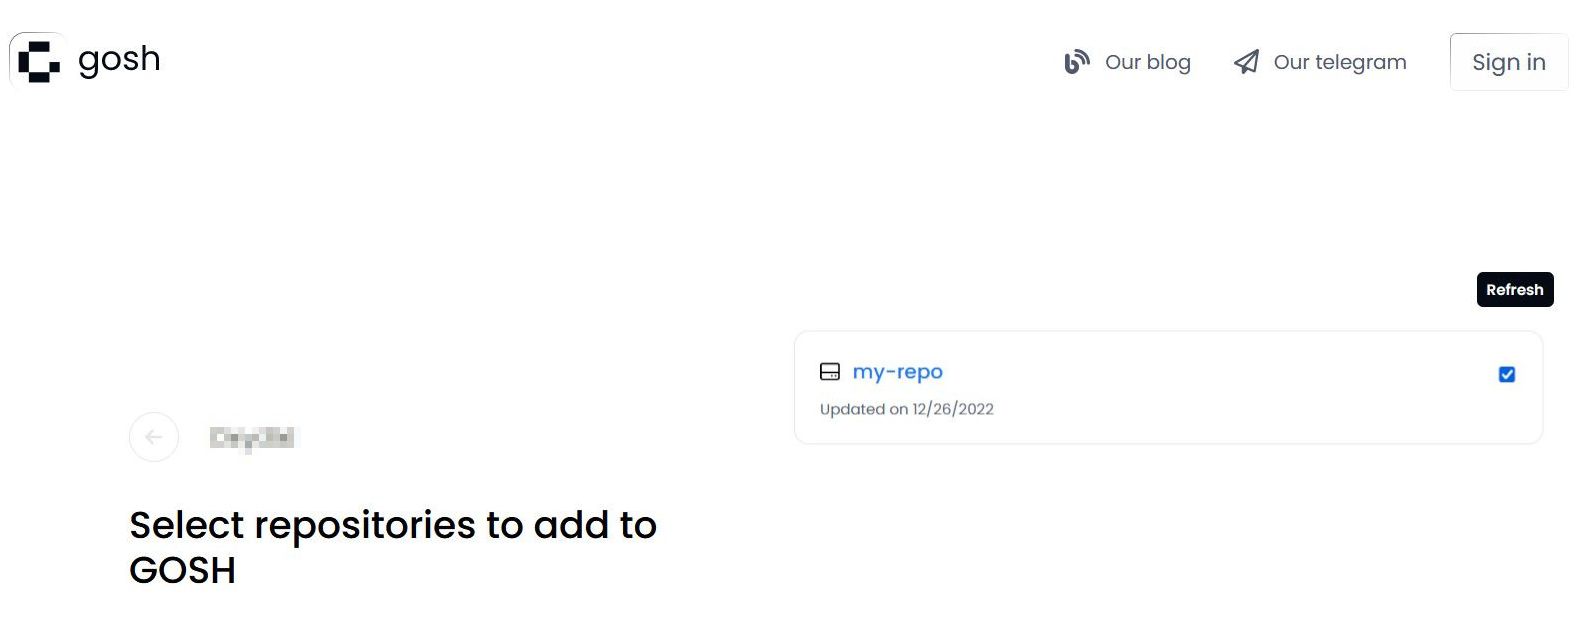 gosh
Our blog
Our telegram
Sign in
Refresh
my-repo
Updated on 12/26/2022
Select repositories to add to
GOSH